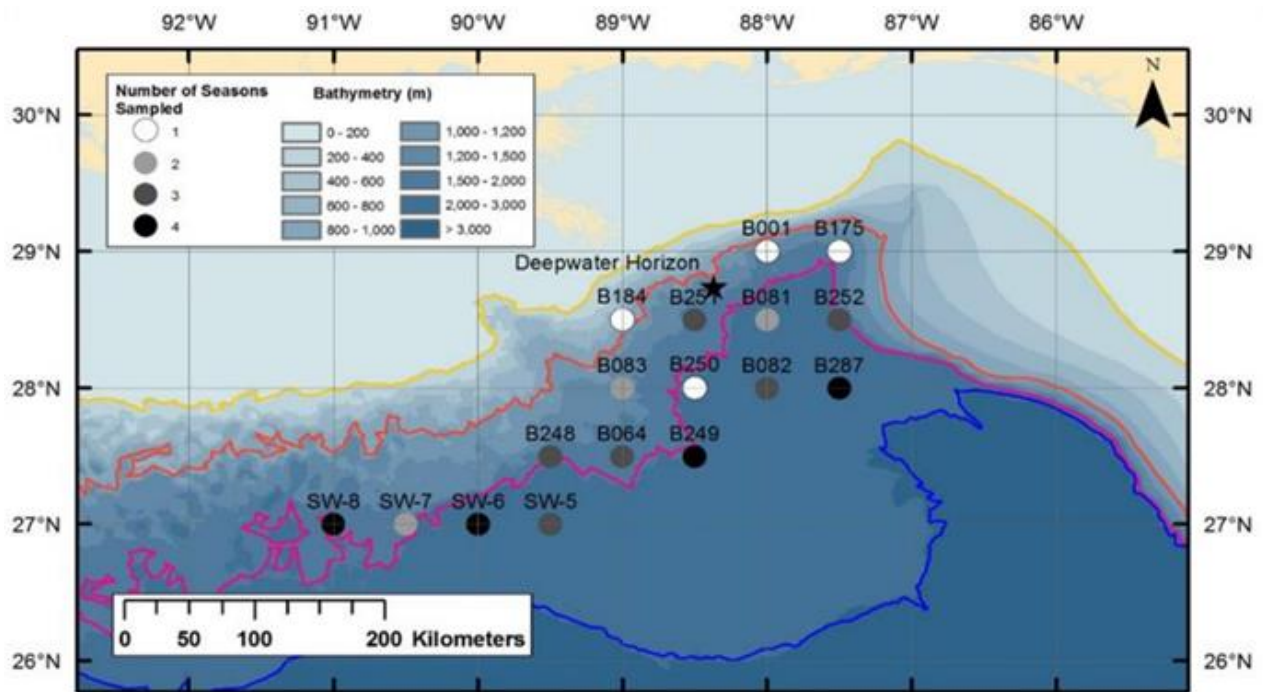 92°W 91°W 90°W 89°W 88°W 87°W 86°W
N
Number of Seasons Sampled
1
2
3
4
Bathymetry (m)
0 - 200
200 - 400
400 - 600
600 - 800
800 - 1,000
1,000 - 1,200
1,200 - 1,500
1,500 - 2,000
2,000 - 3,000
> 3,000
30°N 30°N
29°N 29°N
28°N 28°N
27°N 27°N
26°N 26°N
B001 B175
Deepwater Horizon
B184 B081 B252
B083 B250 B082 B287
B248 B064 B249
SW-8 SW-7 SW-6 SW-5
0 50 100 200 Kilometers